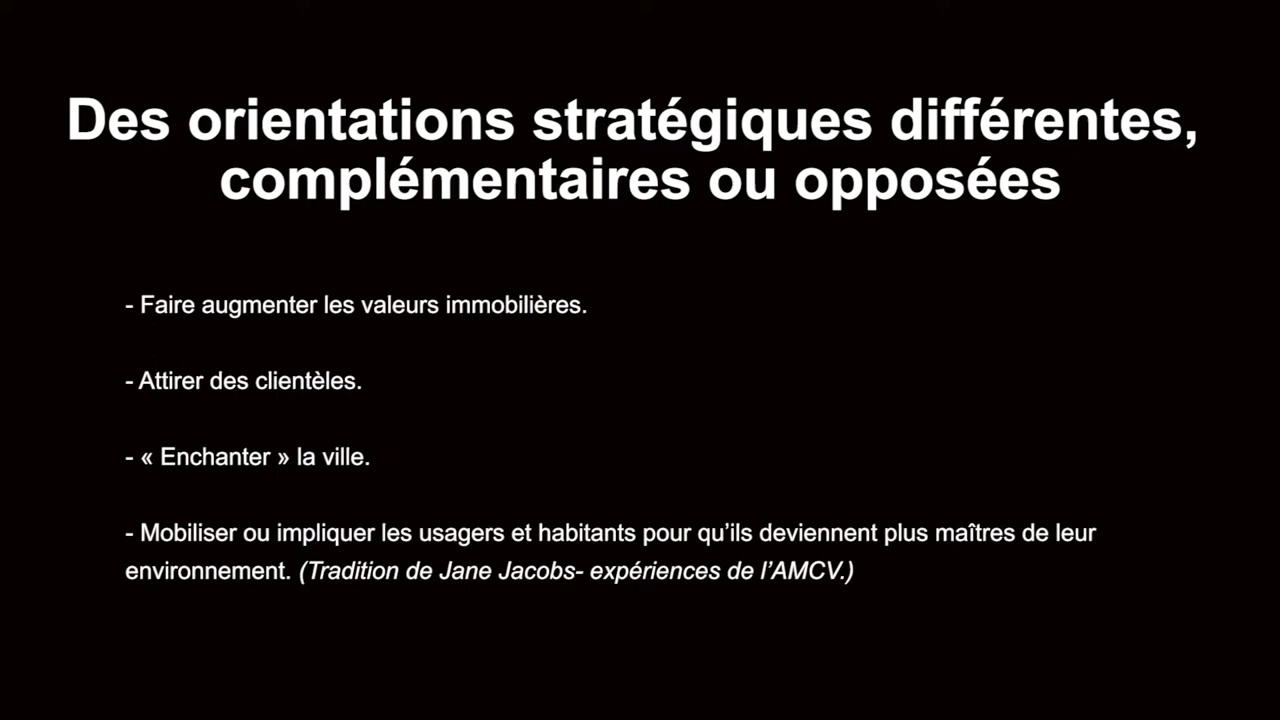 Des orientations stratégiques différentes,
complémentaires ou opposées
- Faire augmenter les valeurs immobilières.
- Attirer des clientèles.
- « Enchanter » la ville.
- Mobiliser ou impliquer les usagers et habitants pour qu’ils deviennent plus maîtres de leur
environnement. (Tradition de Jane Jacobs- expériences de l’AMCV.)